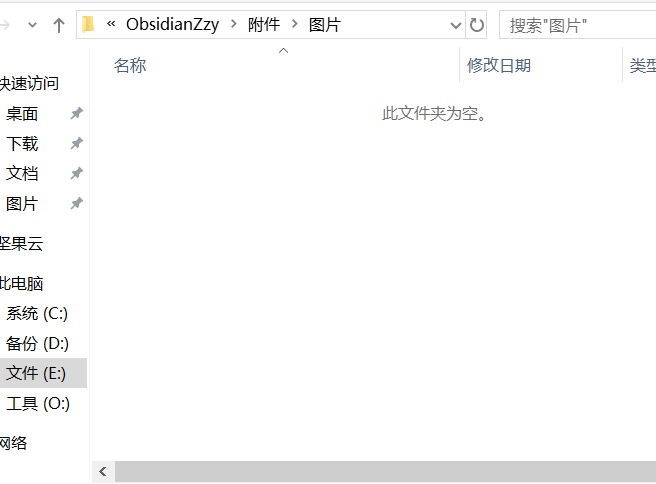 « ObsidianZzy > 附件 > 图片
搜索"图片"
名称
修改日期
类型
此文件夹为空。
快速访问
桌面
下载
文档
图片
坚果云
此电脑
系统 (C:)
备份 (D:)
文件 (E:)
工具 (O:)
网络